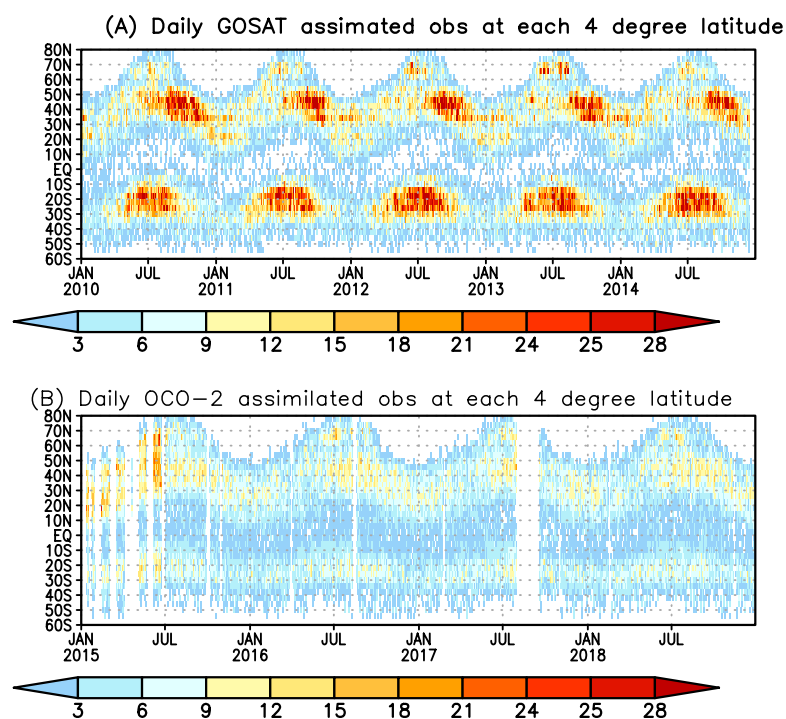 (A) Daily GOSAT assimated obs at each 4 degree latitude
80N
70N
60N
50N
40N
30N
20N
10N
EQ
10S
20S
30S
40S
50S
60S
JAN JUL JAN JUL JAN JUL JAN JUL JAN JUL
2010 2011 2012 2013 2014
3 6 9 12 15 18 21 24 25 28
(B) Daily OCO-2 assimilated obs at each 4 degree latitude
80N
70N
60N
50N
40N
30N
20N
10N
EQ
10S
20S
30S
40S
50S
60S
JAN JUL JAN JUL JAN JUL JAN JUL
2015 2016 2017 2018
3 6 9 12 15 18 21 24 25 28